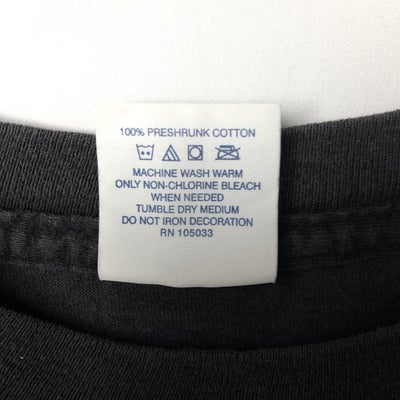 100% PRESHRUNK COTTON
MACHINE WASH WARM
ONLY NON-CHLORINE BLEACH
WHEN NEEDED
TUMBLE DRY MEDIUM
DO NOT IRON DECORATION
RN 105033